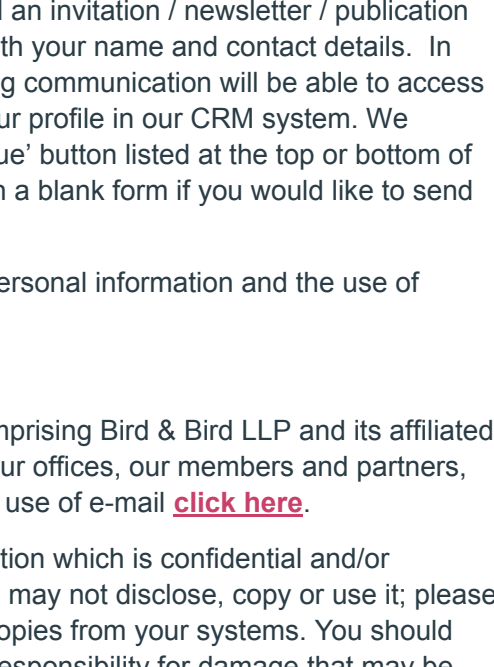 an invitation / newsletter / publication
th your name and contact details. In
g communication will be able to access
ur profile in our CRM system. We
ue’ button listed at the top or bottom of
a blank form if you would like to send
ersonal information and the use of
mprising Bird & Bird LLP and its affiliated
ur offices, our members and partners,
use of e-mail click here.
tion which is confidential and/or
may not disclose, copy or use it; please
opies from your systems. You should
esponsibility for damage that may be